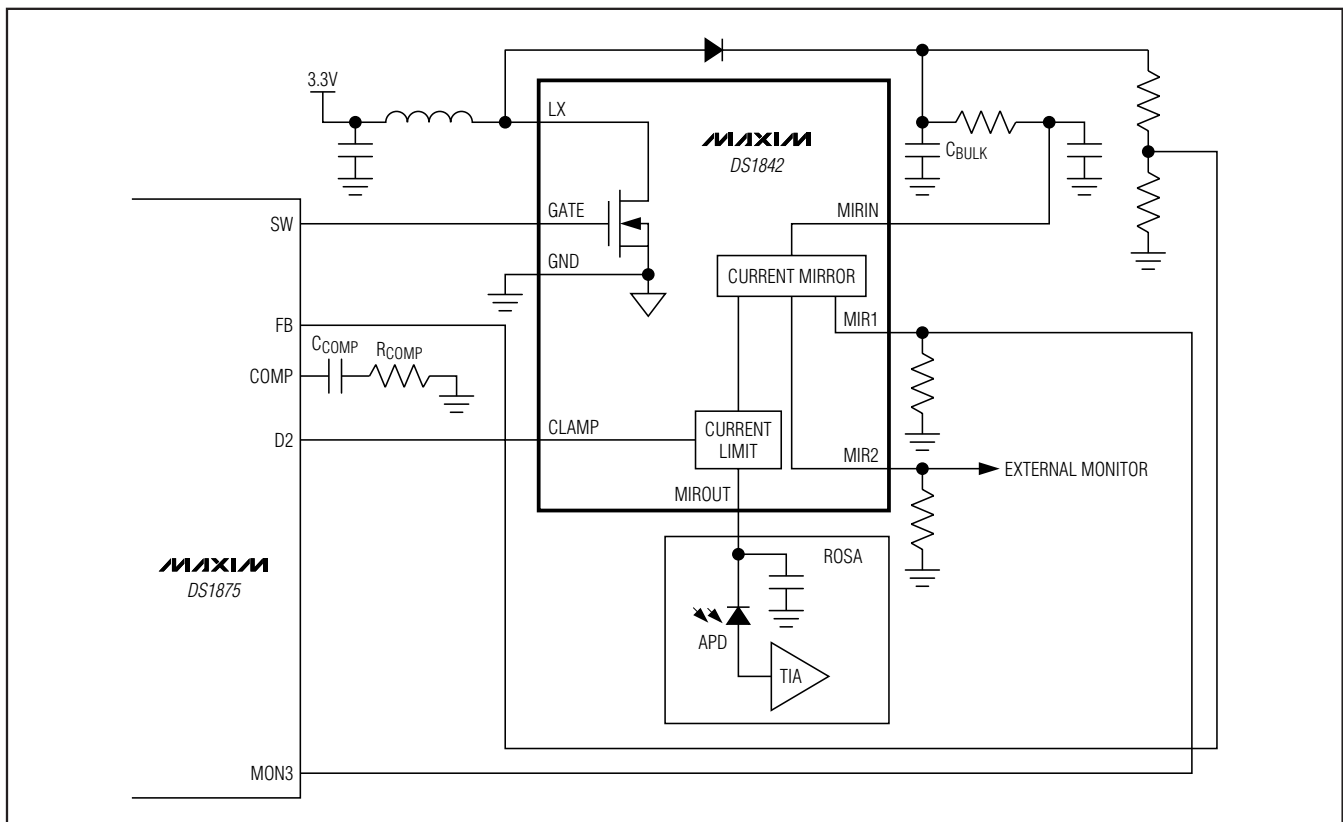 3.3V
LX
MAXIM
DS1842
CBULK
SW
GATE
MIRIN
GND
CURRENT MIRROR
FB
MIR1
CCOMP
RCOMP
COMP
D2
CLAMP
CURRENT
LIMIT
MIR2
EXTERNAL MONITOR
MIROUT
ROSA
MAXIM
DS1875
APD
TIA
MON3